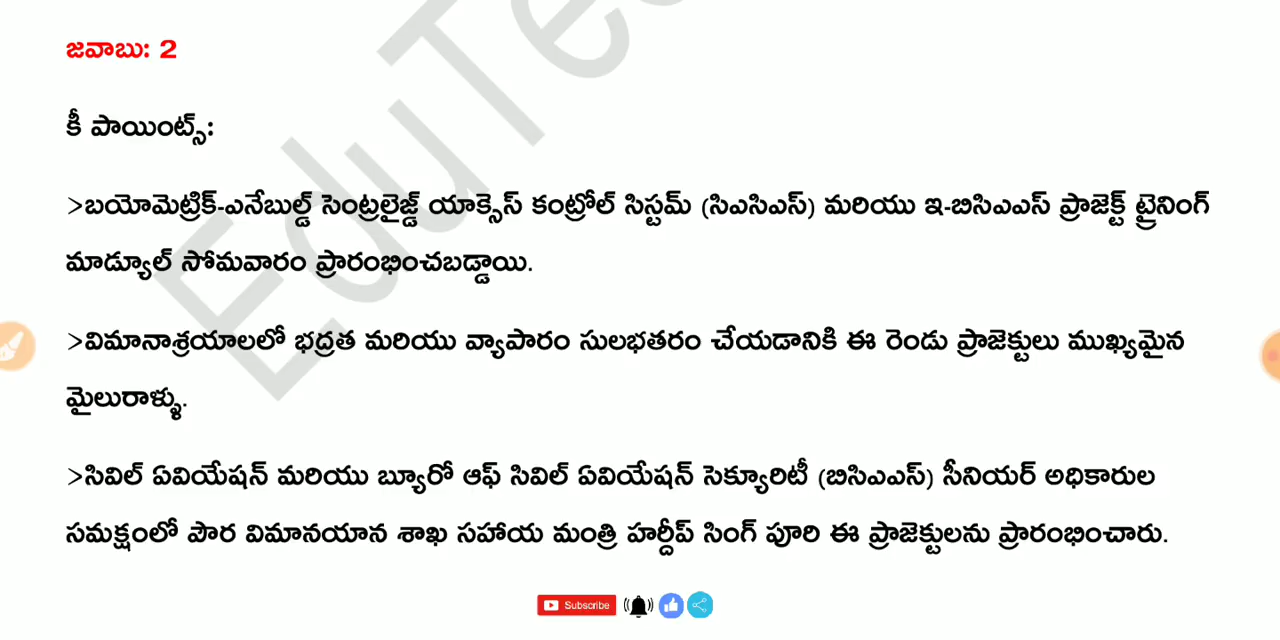 జవాబు: 2
కీ పాయింట్స్:
>బయోమెట్రిక్-ఎనేబుల్డ్ సెంట్రలైజ్డ్ యాక్సెస్ కంట్రోల్ సిస్టమ్ (సిఎసిఎస్) మరియు ఇ-బిసిఎఎస్ ప్రాజెక్ట్ ట్రైనింగ్
మాడ్యూల్ సోమవారం ప్రారంభించబడ్డాయి.
>విమానాశ్రయాలలో భద్రత మరియు వ్యాపారం సులభతరం చేయడానికి ఈ రెండు ప్రాజెక్టులు ముఖ్యమైన
మైలురాళ్ళు.
>సివిల్ ఏవియేషన్ మరియు బ్యూరో ఆఫ్ సివిల్ ఏవియేషన్ సెక్యూరిటీ (బిసిఎఎస్) సీనియర్ అధికారుల
సమక్షంలో పౌర విమానయాన శాఖ సహాయ మంత్రి హర్దీప్ సింగ్ పూరి ఈ ప్రాజెక్టులను ప్రారంభించారు.
Subscribe
EduTe